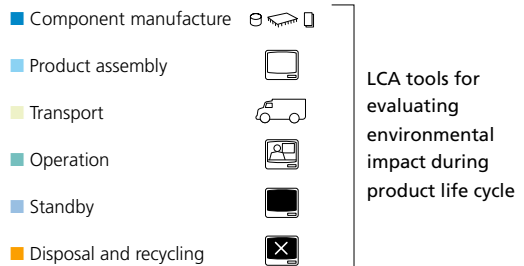 Component manufacture
Product assembly
Transport
Operation
Standby
Disposal and recycling
LCA tools for
evaluating
environmental
impact during
product life cycle